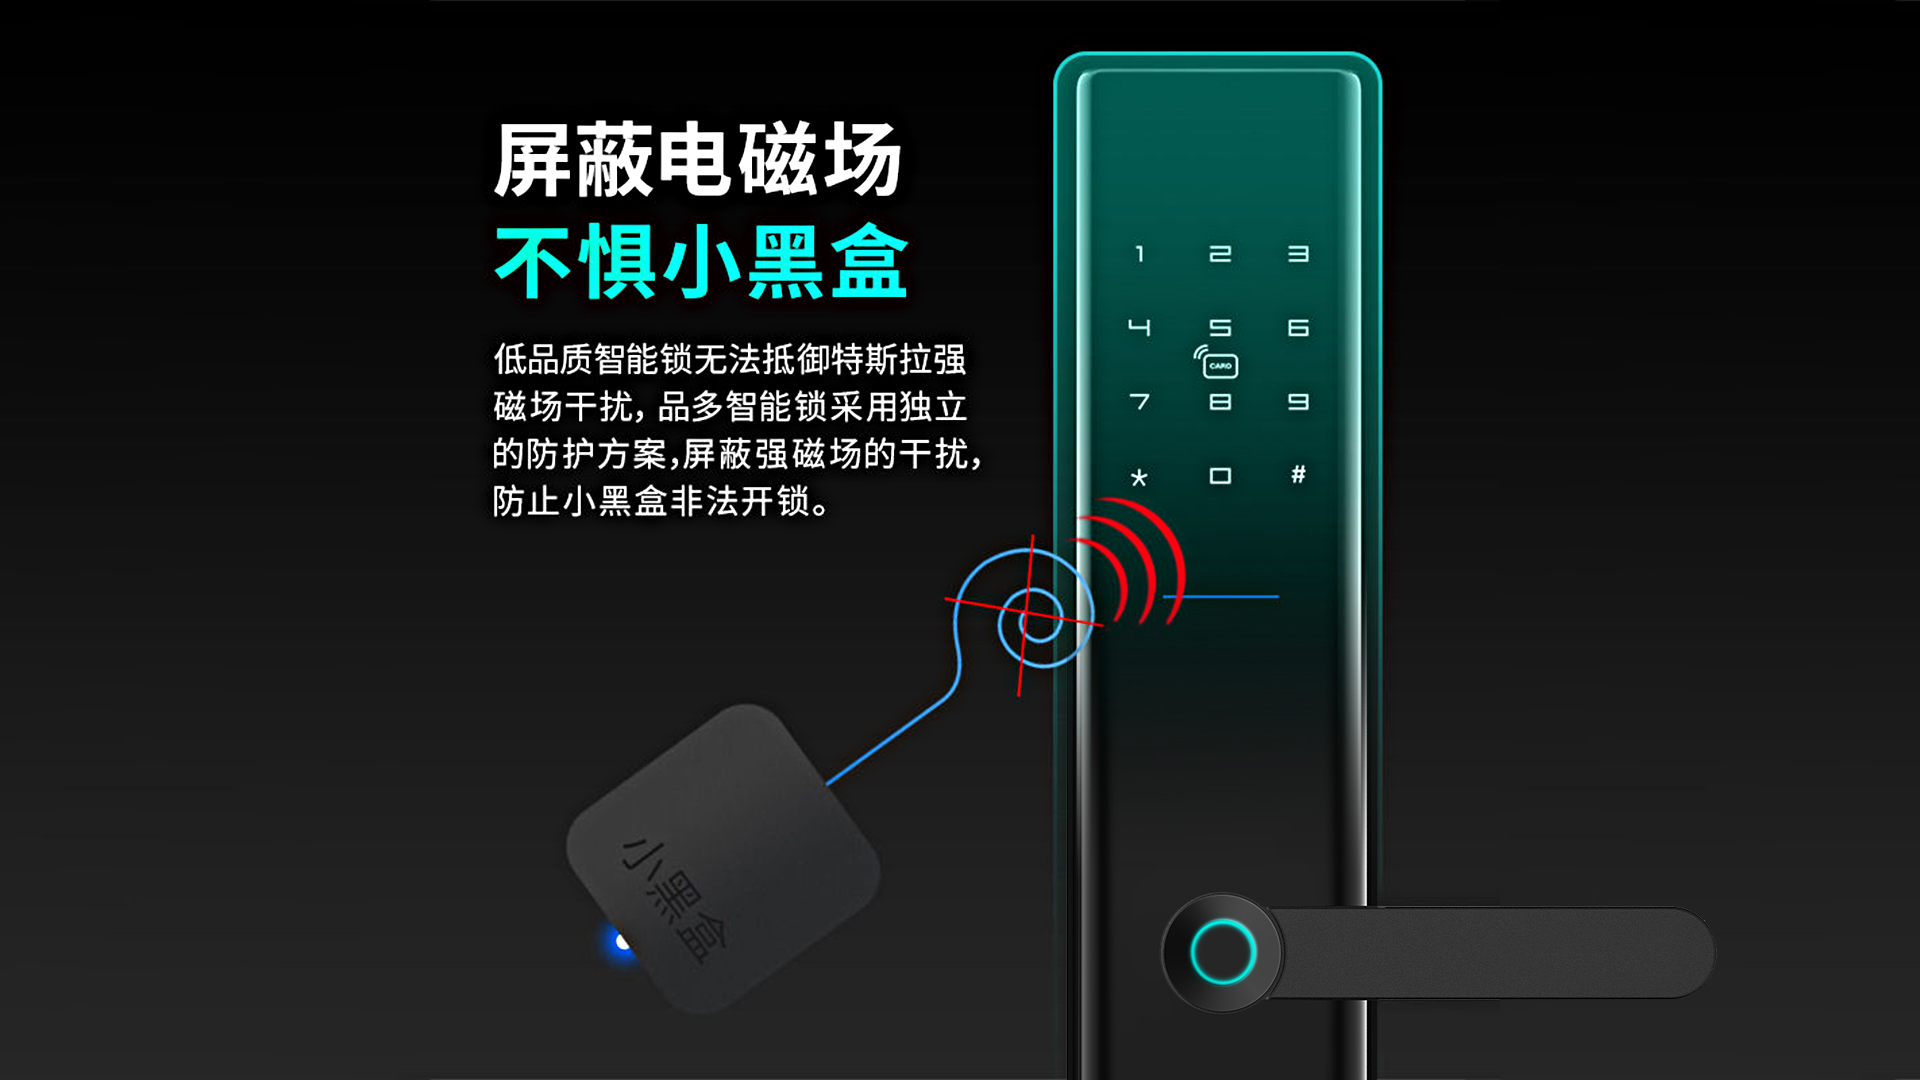 屏蔽电磁场
不惧小黑盒
低品质智能锁无法抵御特斯拉强
磁场干扰，品多智能锁采用独立
的防护方案，屏蔽强磁场的干扰，
防止小黑盒非法开锁。
1 2 3
4 5 6
CARD
7 8 9
* 0 #
小黑盒